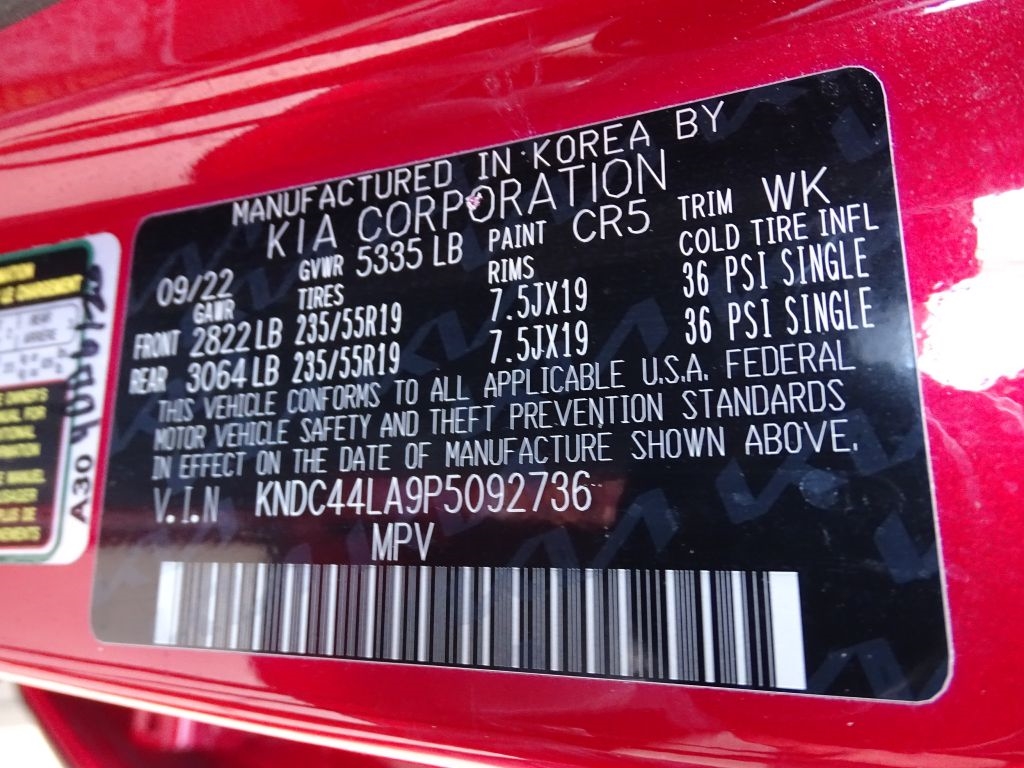 MANUFACTURED IN KOREA BY
KIA CORPORATION
09/22 GVWR 5335 LB PAINT CR5 TRIM WK
GAWR TIRES RIMS COLD TIRE INFL
FRONT 2822 LB 235/55R19 7.5JX19 36 PSI SINGLE
REAR 3064 LB 235/55R19 7.5JX19 36 PSI SINGLE
THIS VEHICLE CONFORMS TO ALL APPLICABLE U.S.A. FEDERAL
MOTOR VEHICLE SAFETY AND THEFT PREVENTION STANDARDS
IN EFFECT ON THE DATE OF MANUFACTURE SHOWN ABOVE.
V.I.N KNDC44LA9P5092736
MPV
A30